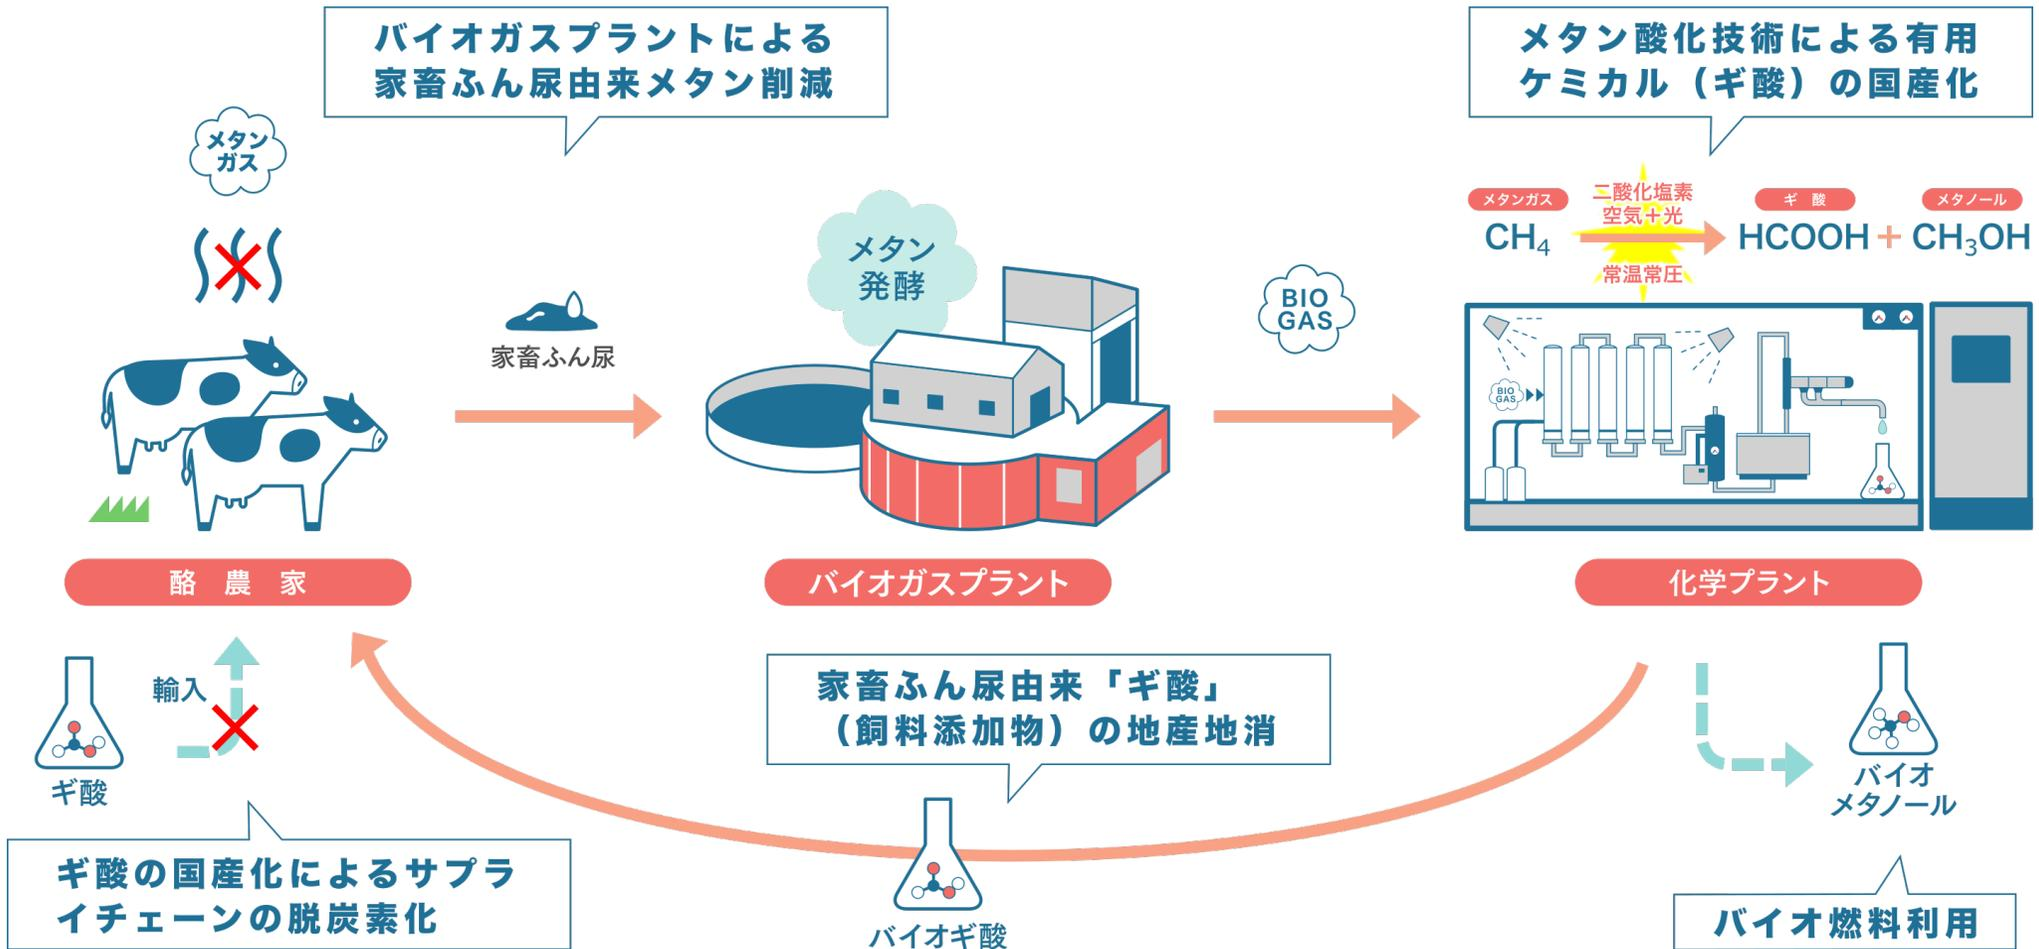 バイオガスプラントによる
家畜ふん尿由来メタン削減
メタン酸化技術による有用
ケミカル（ギ酸）の国産化
メタン
ガス
メタン
発酵
家畜ふん尿
BIO
GAS
メタンガス
二酸化塩素
空気＋光
常温常圧
ギ 酸
メタノール
CH₄
HCOOH + CH₃OH
BIO
GAS
酪 農 家
バイオガスプラント
化学プラント
輸入
ギ酸
家畜ふん尿由来「ギ酸」
（飼料添加物）の地産地消
バイオ
メタノール
ギ酸の国産化によるサプラ
イチェーンの脱炭素化
バイオギ酸
バイオ燃料利用